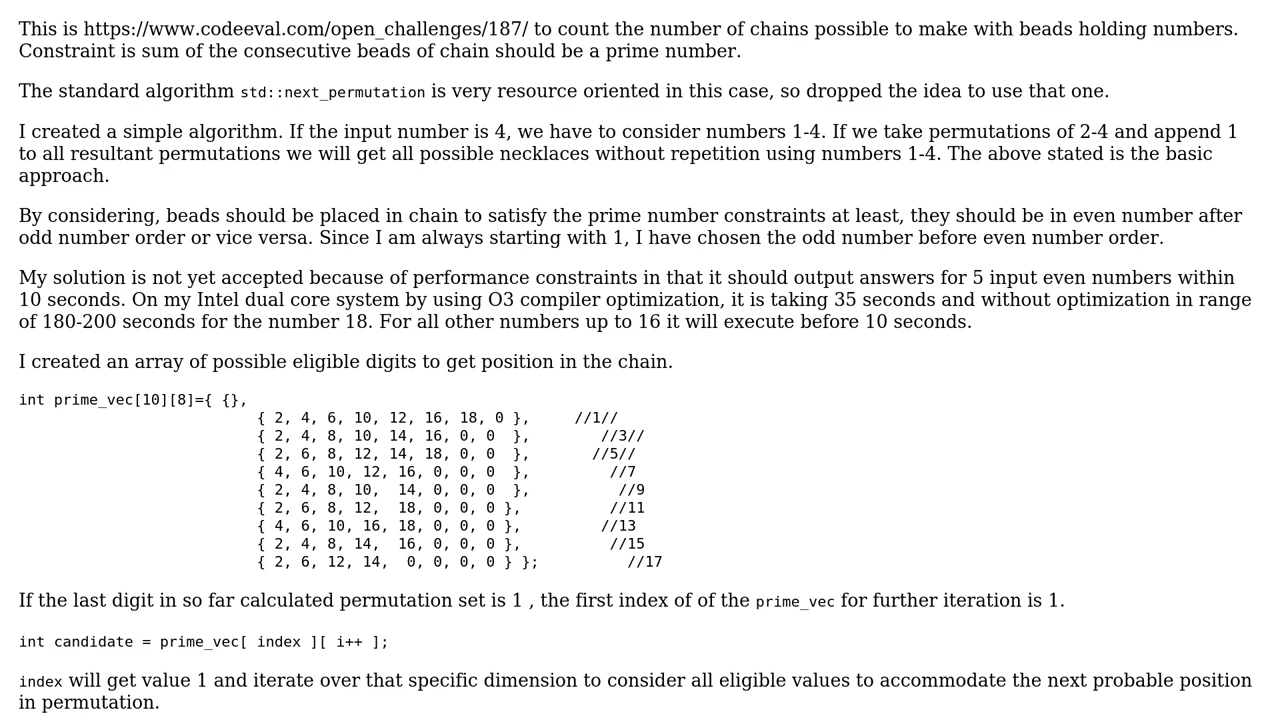 This is https://www.codeeval.com/open_challenges/187/ to count the number of chains possible to make with beads holding numbers.
Constraint is sum of the consecutive beads of chain should be a prime number.
The standard algorithm std::next_permutation is very resource oriented in this case, so dropped the idea to use that one.
I created a simple algorithm. If the input number is 4, we have to consider numbers 1-4. If we take permutations of 2-4 and append 1
to all resultant permutations we will get all possible necklaces without repetition using numbers 1-4. The above stated is the basic
approach.
By considering, beads should be placed in chain to satisfy the prime number constraints at least, they should be in even number after
odd number order or vice versa. Since I am always starting with 1, I have chosen the odd number before even number order.
My solution is not yet accepted because of performance constraints in that it should output answers for 5 input even numbers within
10 seconds. On my Intel dual core system by using O3 compiler optimization, it is taking 35 seconds and without optimization in range
of 180-200 seconds for the number 18. For all other numbers up to 16 it will execute before 10 seconds.
I created an array of possible eligible digits to get position in the chain.
int prime_vec[10][8]={ {},
{ 2, 4, 6, 10, 12, 16, 18, 0 },     //1//
{ 2, 4, 8, 10, 14, 16, 0, 0  },        //3//
{ 2, 6, 8, 12, 14, 18, 0, 0  },       //5//
{ 4, 6, 10, 12, 16, 0, 0, 0  },         //7
{ 2, 4, 8, 10,  14, 0, 0, 0  },          //9
{ 2, 6, 8, 12,  18, 0, 0, 0 },          //11
{ 4, 6, 10, 16, 18, 0, 0, 0 },         //13
{ 2, 4, 8, 14,  16, 0, 0, 0 },          //15
{ 2, 6, 12, 14,  0, 0, 0, 0 } };          //17
If the last digit in so far calculated permutation set is 1 , the first index of of the prime_vec for further iteration is 1.
int candidate = prime_vec[ index ][ i++ ];
index will get value 1 and iterate over that specific dimension to consider all eligible values to accommodate the next probable position
in permutation.